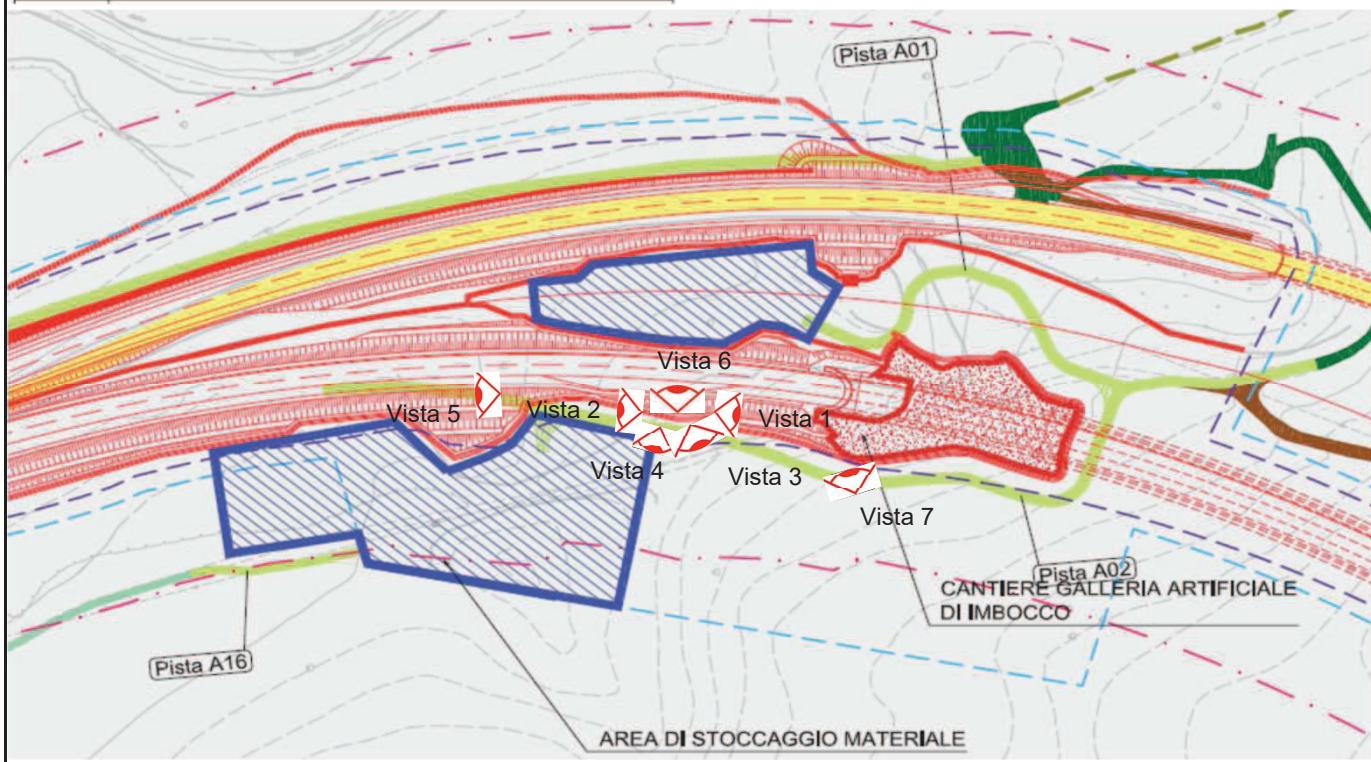 Pista A01
Vista 6
Vista 5
Vista 2
Vista 1
Vista 4
Vista 3
Vista 7
Pista A02
CANTIERE GALLERIA ARTIFICIALE
DI IMBOCCO
Pista A16
AREA DI STOCCAGGIO MATERIALE